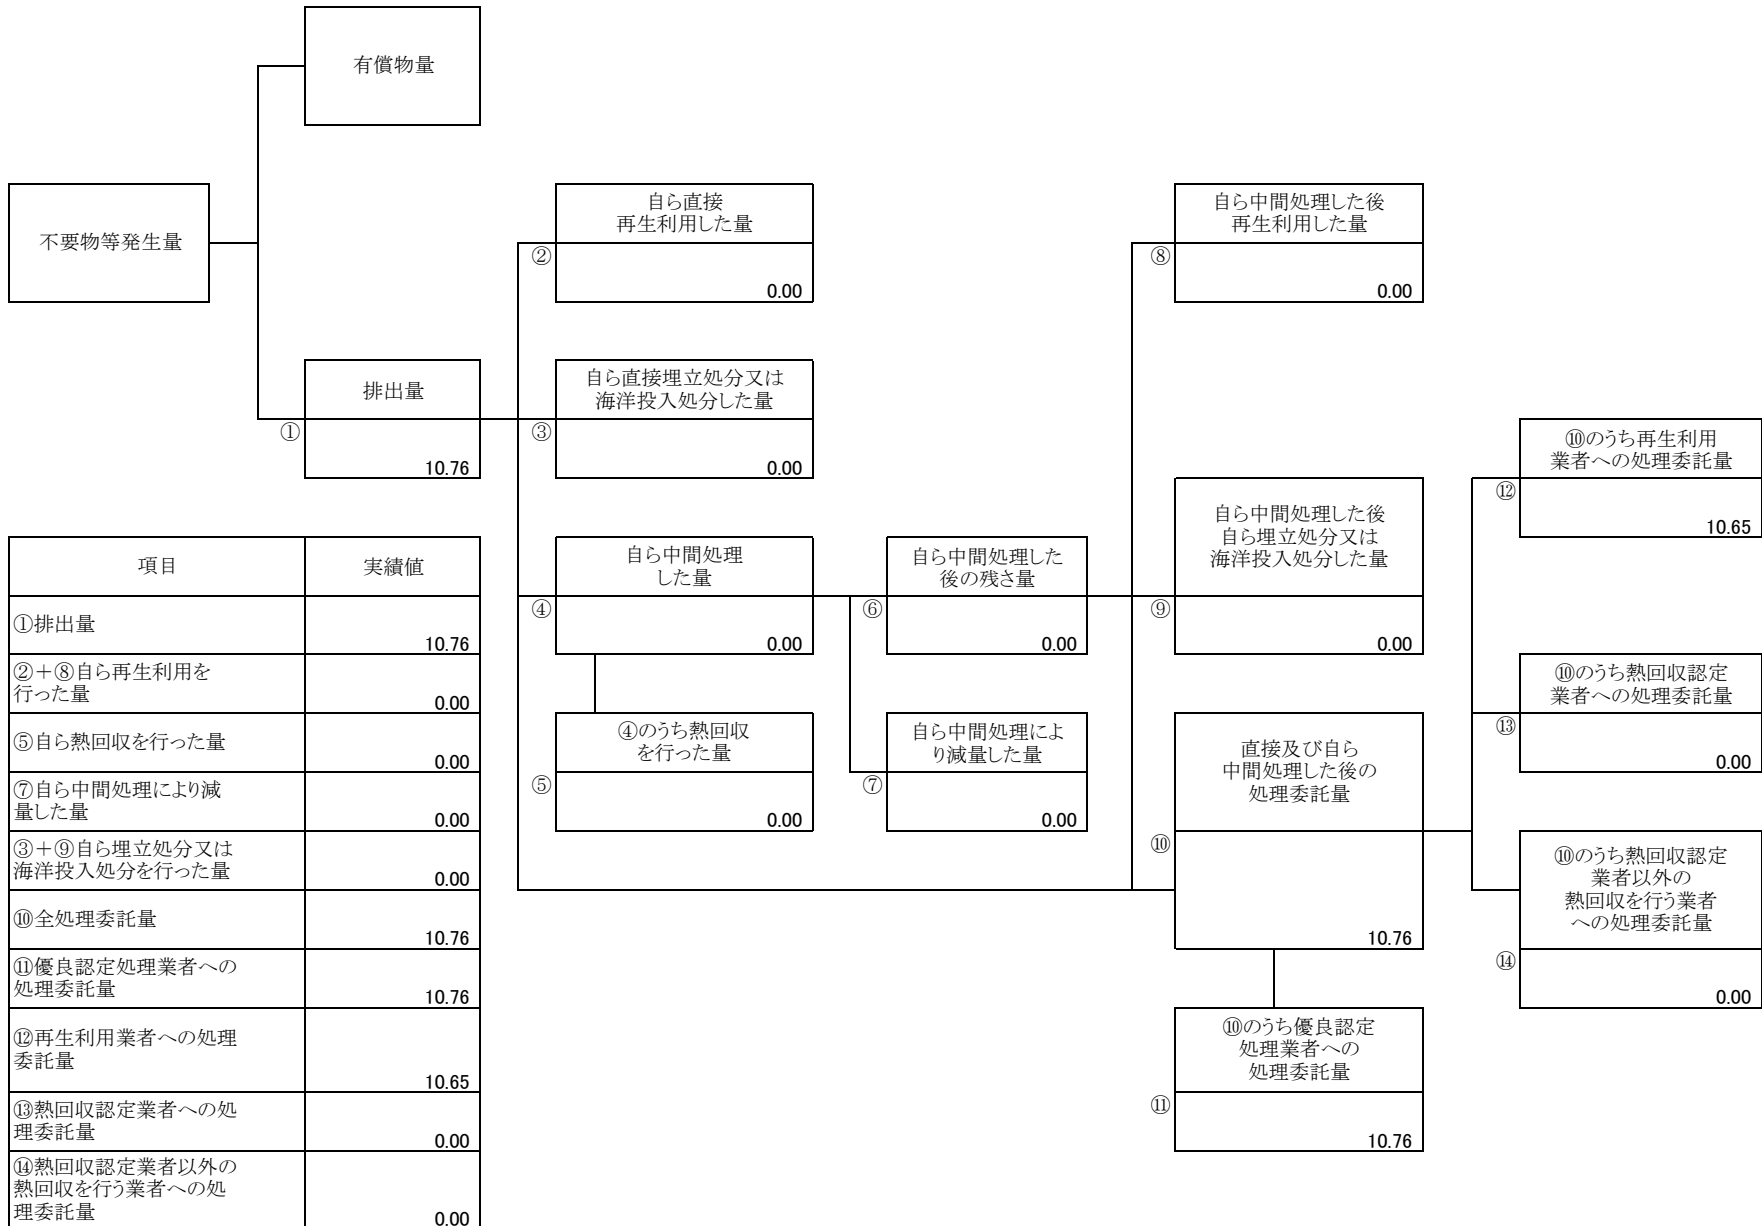 有償物量
不要物等発生量
排出量
①
10.76
自ら直接
再生利用した量
②
0.00
自ら直接埋立処分又は
海洋投入処分した量
③
0.00
自ら中間処理
した量
④
0.00
④のうち熱回収
を行った量
⑤
0.00
自ら中間処理した
後の残さ量
⑥
0.00
自ら中間処理によ
り減量した量
⑦
0.00
自ら中間処理した後
再生利用した量
⑧
0.00
自ら中間処理した後
自ら埋立処分又は
海洋投入処分した量
⑨
0.00
直接及び自ら
中間処理した後の
処理委託量
⑩
10.76
⑩のうち優良認定
処理業者への
処理委託量
⑪
10.76
⑩のうち再生利用
業者への処理委託量
⑫
10.65
⑩のうち熱回収認定
業者への処理委託量
⑬
0.00
⑩のうち熱回収認定
業者以外の
熱回収を行う業者
への処理委託量
⑭
0.00
項目 実績値
①排出量
10.76
②＋⑧自ら再生利用を
行った量
0.00
⑤自ら熱回収を行った量
0.00
⑦自ら中間処理により減
量した量
0.00
③＋⑨自ら埋立処分又は
海洋投入処分を行った量
0.00
⑩全処理委託量
10.76
⑪優良認定処理業者への
処理委託量
10.76
⑫再生利用業者への処理
委託量
10.65
⑬熱回収認定業者への処
理委託量
0.00
⑭熱回収認定業者以外の
熱回収を行う業者への処
理委託量
0.00